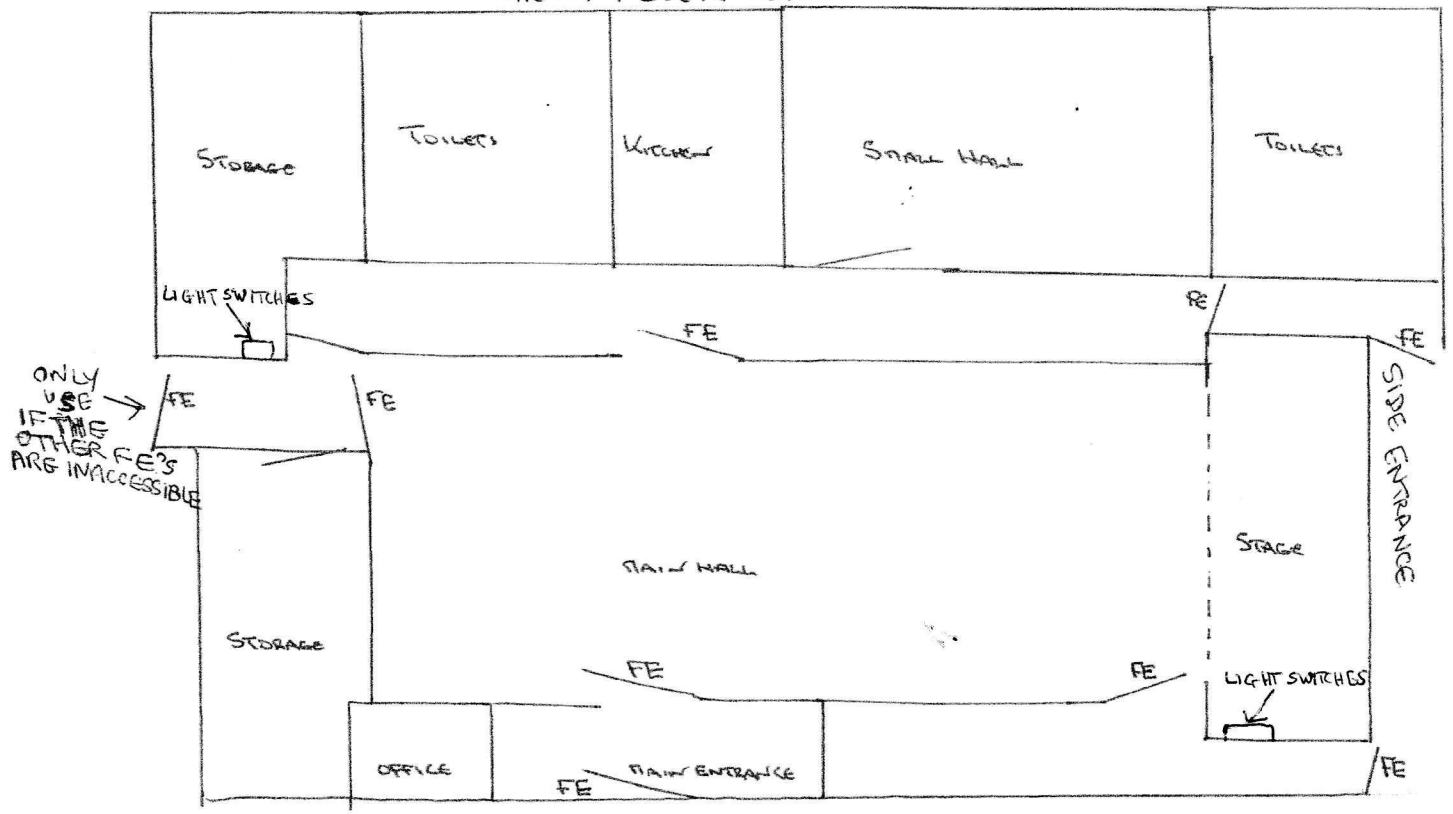 STORAGE
TOILETS
KITCHEN
SMALL HALL
TOILETS
LIGHT SWITCHES
FE
FE
FE
ONLY
USE
IF THE
OTHER FE'S
ARE INACCESSIBLE
FE
FE
SIDE ENTRANCE
STAGE
MAIN HALL
STORAGE
FE
FE
LIGHT SWITCHES
OFFICE
MAIN ENTRANCE
FE
FE